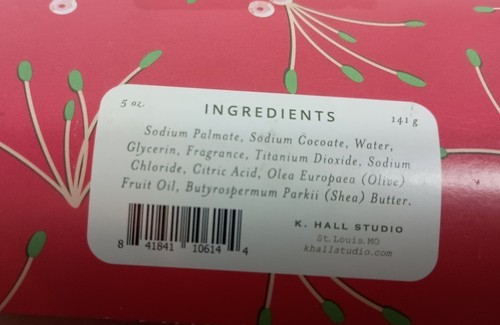 5 oz.
INGREDIENTS
141 g
Sodium Palmate, Sodium Cocoate, Water,
Glycerin, Fragrance, Titanium Dioxide, Sodium
Chloride, Citric Acid, Olea Europaea (Olive)
Fruit Oil, Butyrospermum Parkii (Shea) Butter.
K. HALL STUDIO
St. Louis, MO
khallstudio.com
8 41841 10614 4